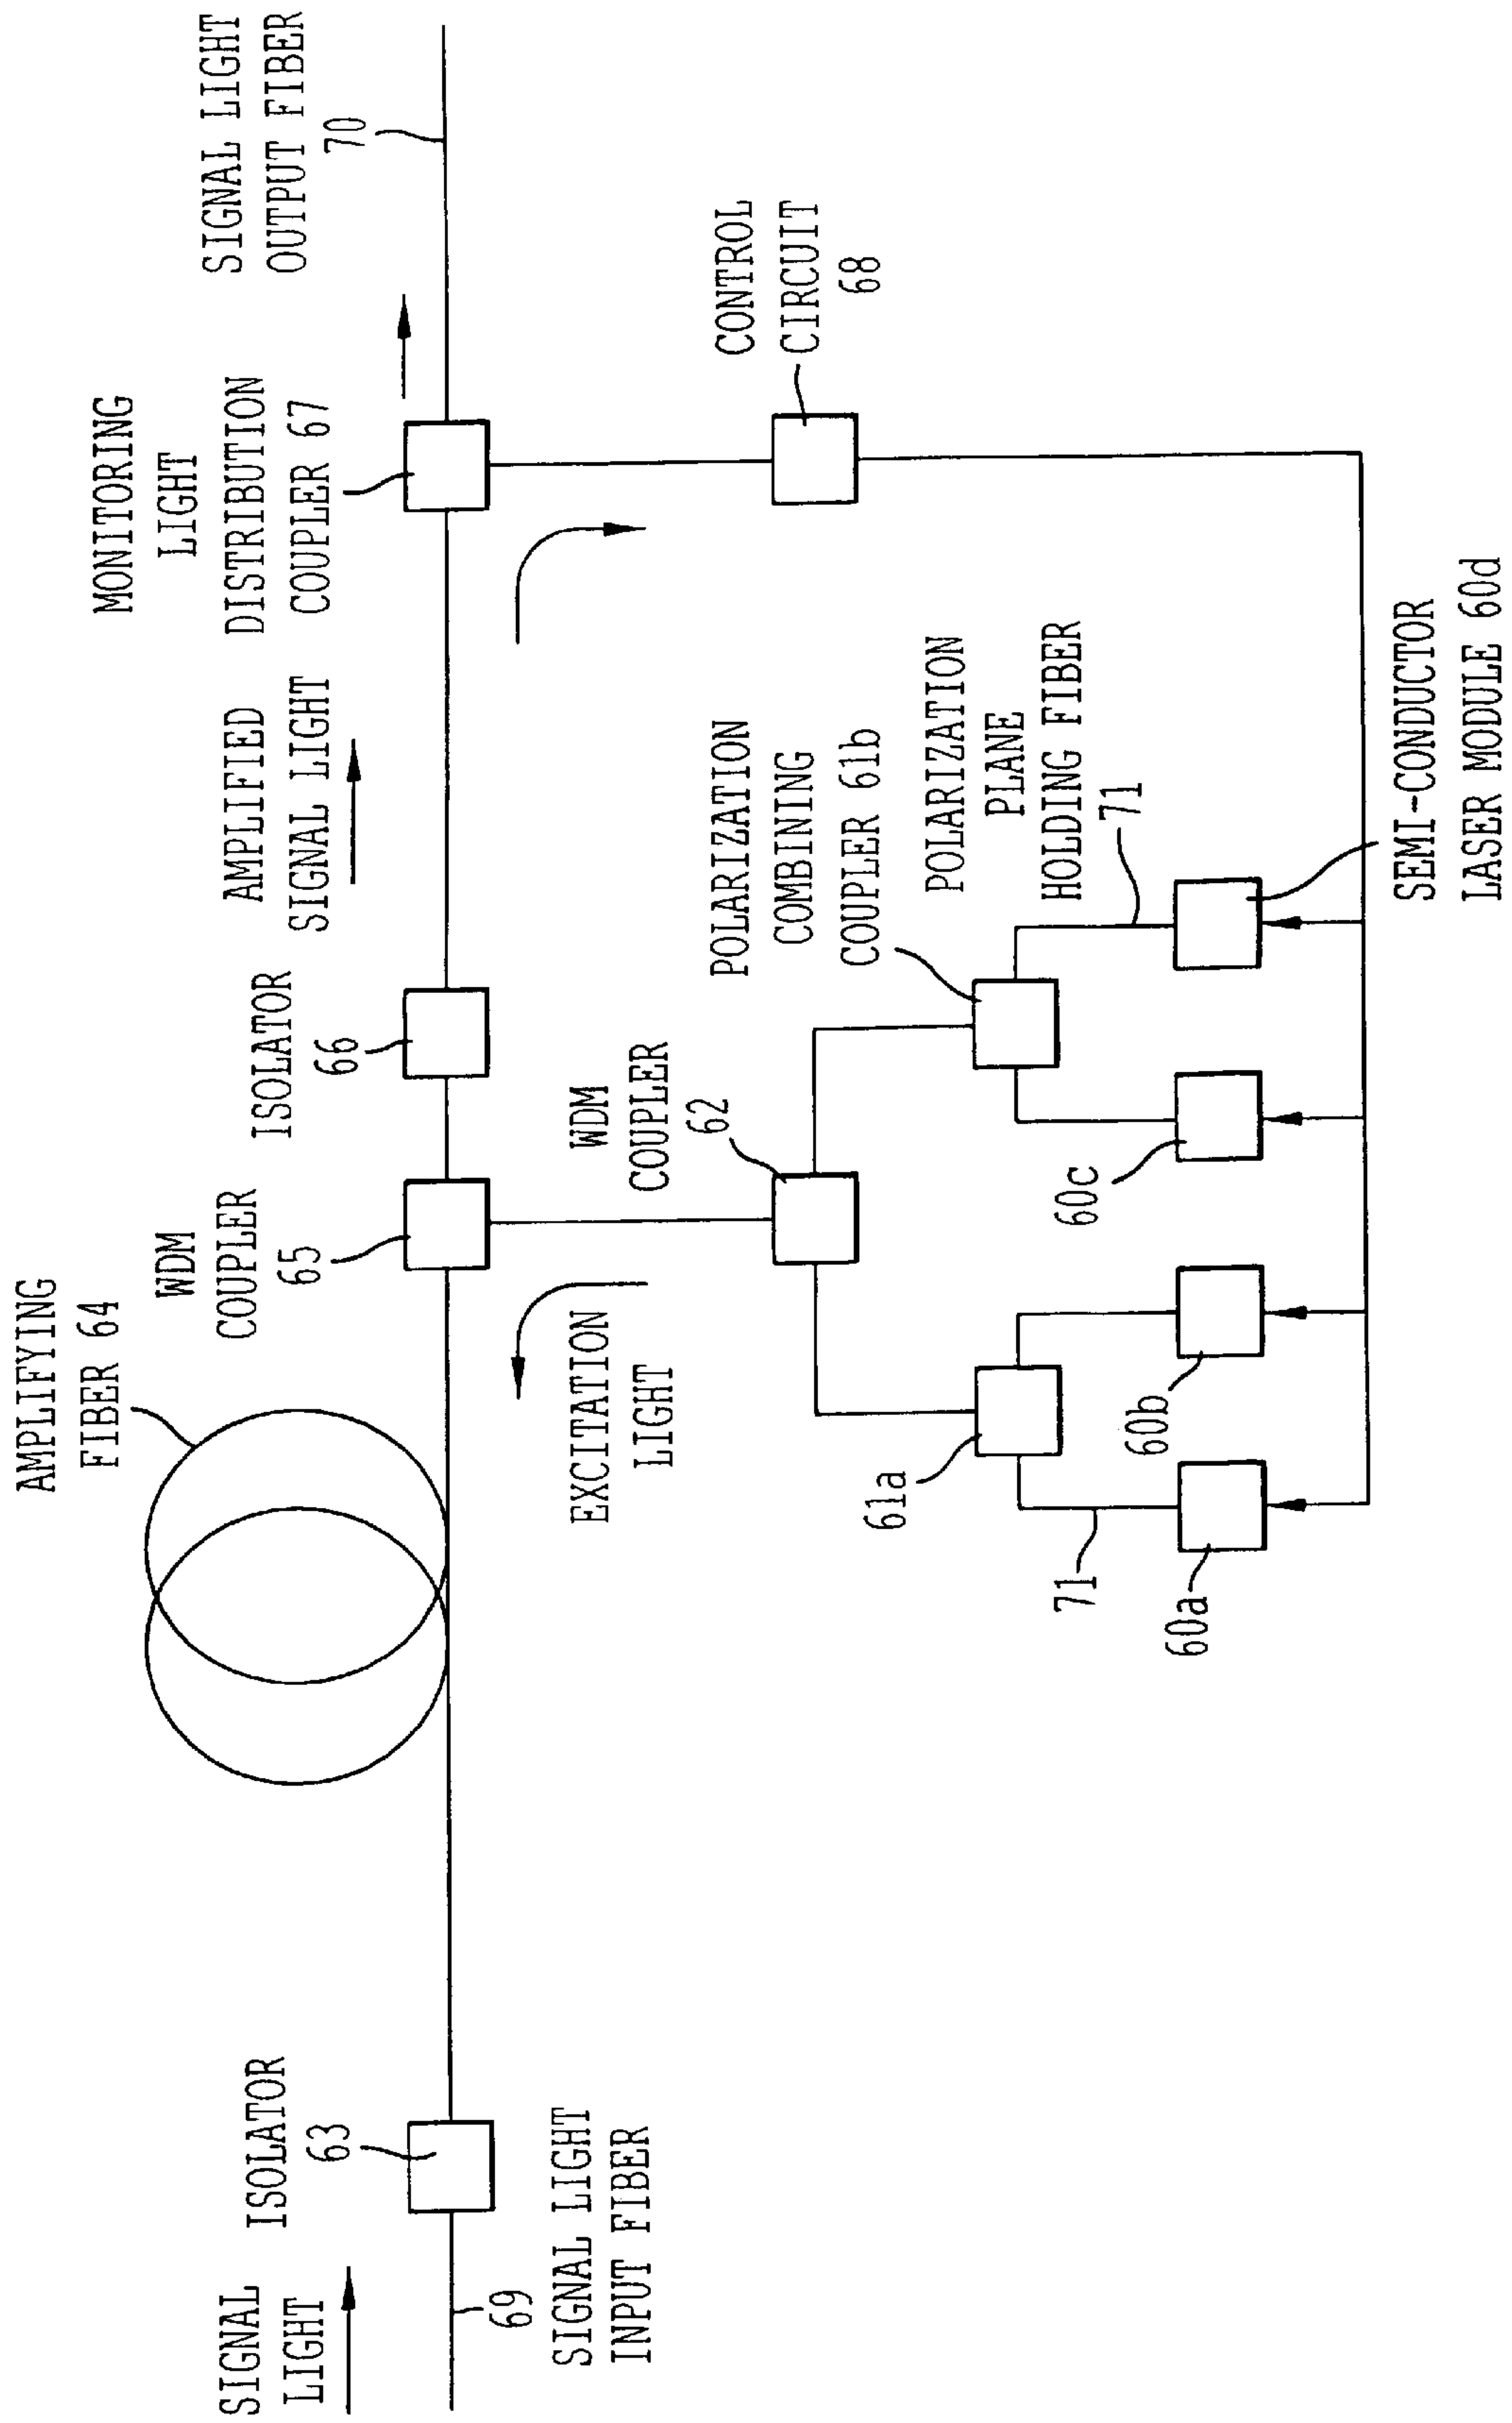 SIGNAL
LIGHT
ISOLATOR
63
69
SIGNAL LIGHT
INPUT FIBER
AMPLIFYING
FIBER 64
WDM
COUPLER
65
ISOLATOR
66
AMPLIFIED
SIGNAL LIGHT
MONITORING
LIGHT
DISTRIBUTION
COUPLER 67
SIGNAL LIGHT
OUTPUT FIBER
70
EXCITATION
LIGHT
WDM
COUPLER
62
POLARIZATION
COMBINING
COUPLER 61b
CONTROL
CIRCUIT
68
61a
POLARIZATION
PLANE
HOLDING FIBER
71
71
60a
60b
60c
SEMI-CONDUCTOR
LASER MODULE 60d